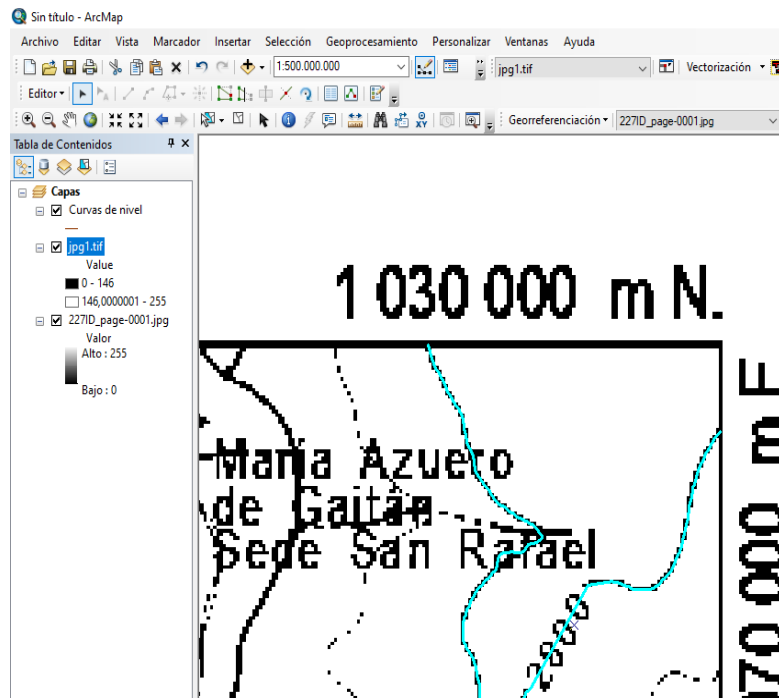 Sin título - ArcMap
Archivo Editar Vista Marcador Insertar Selección Geoprocesamiento Personalizar Ventanas Ayuda
1:500.000.000 jpg1.tif Vectorización
Editor
Georreferenciación 227ID_page-0001.jpg
Tabla de Contenidos
Capas
Curvas de nivel
jpg1.tif
Value
0 - 146
146,0000001 - 255
227ID_page-0001.jpg
Valor
Alto : 255
Bajo : 0
1 030 000 m N.
María Azuero
de Gaitán
Sede San Rafael
70 000 m E